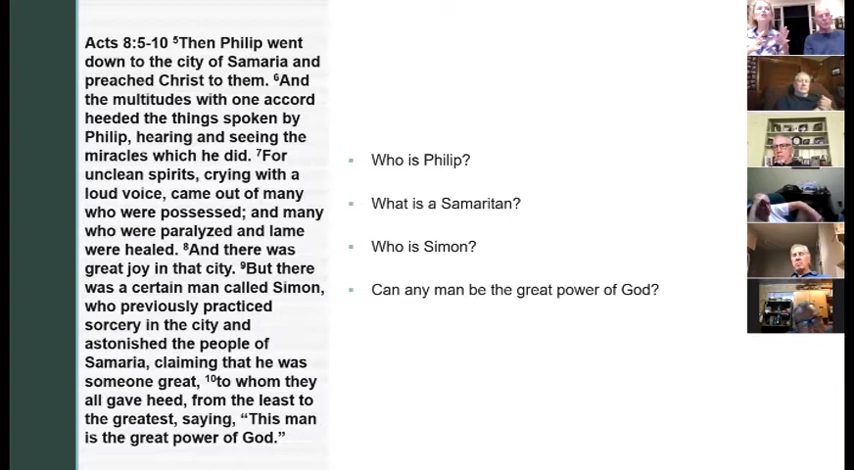 Acts 8:5-10 ⁵Then Philip went
down to the city of Samaria and
preached Christ to them. ⁶And
the multitudes with one accord
heeded the things spoken by
Philip, hearing and seeing the
miracles which he did. ⁷For
unclean spirits, crying with a
loud voice, came out of many
who were possessed; and many
who were paralyzed and lame
were healed. ⁸And there was
great joy in that city. ⁹But there
was a certain man called Simon,
who previously practiced
sorcery in the city and
astonished the people of
Samaria, claiming that he was
someone great, ¹⁰to whom they
all gave heed, from the least to
the greatest, saying, “This man
is the great power of God.”
Who is Philip?
What is a Samaritan?
Who is Simon?
Can any man be the great power of God?